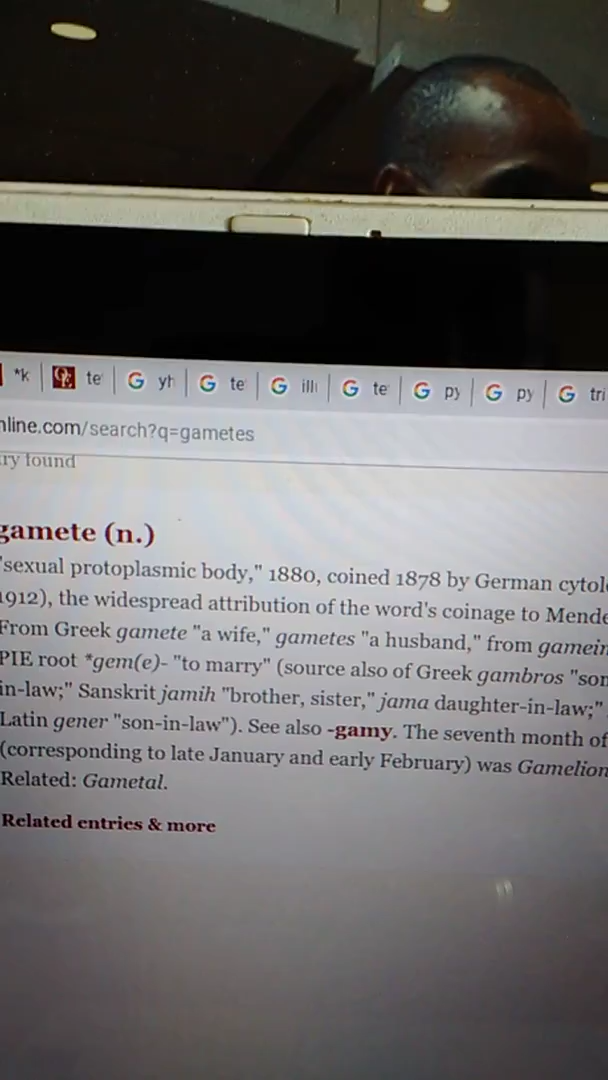 *K te yh te illi te py py tri
nline.com/search?q=gametes
ry found
gamete (n.)
"sexual protoplasmic body," 1880, coined 1878 by German cytol
1912), the widespread attribution of the word's coinage to Mende
From Greek gamete "a wife," gametes "a husband," from gamein
PIE root *gem(e)- "to marry" (source also of Greek gambros "son
in-law;" Sanskrit jamih "brother, sister," jama daughter-in-law;"
Latin gener "son-in-law"). See also -gamy. The seventh month of
(corresponding to late January and early February) was Gamelion
Related: Gametal.
Related entries & more